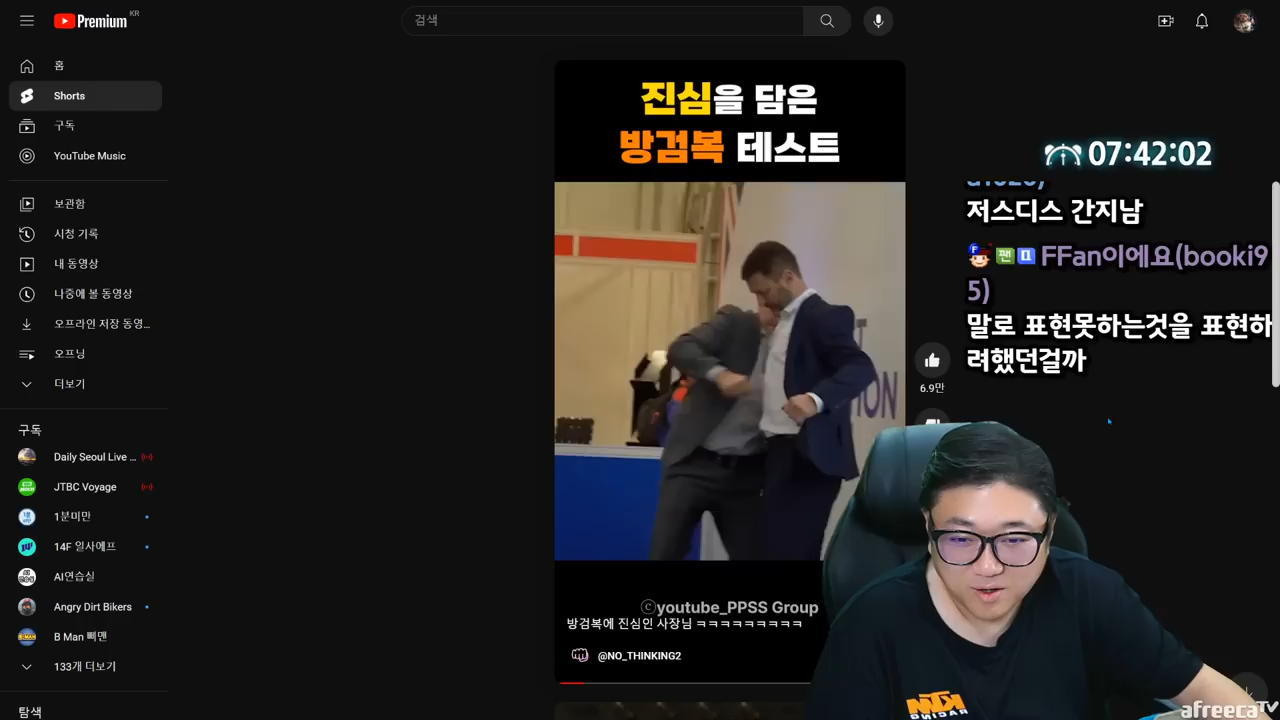 Premium KR
검색
홈
Shorts
구독
YouTube Music
보관함
시청 기록
내 동영상
나중에 볼 동영상
오프라인 저장 동영...
오프닝
더보기
구독
Daily Seoul Live ...
JTBC Voyage
1분미만
14F 일사에프
AI연습실
Angry Dirt Bikers
B Man 삐맨
133개 더보기
탐색
진심을 담은
방검복 테스트
ⓒyoutube_PPSS Group
방검복에 진심인 사장님 ㅋㅋㅋㅋㅋㅋㅋㅋㅋ
@NO_THINKING2
6.9만
07:42:02
저스디스 간지남
팬 FFan이에요(booki9
5)
말로 표현못하는것을 표현하
려했던걸까
KTM
RACING
afreecaTV